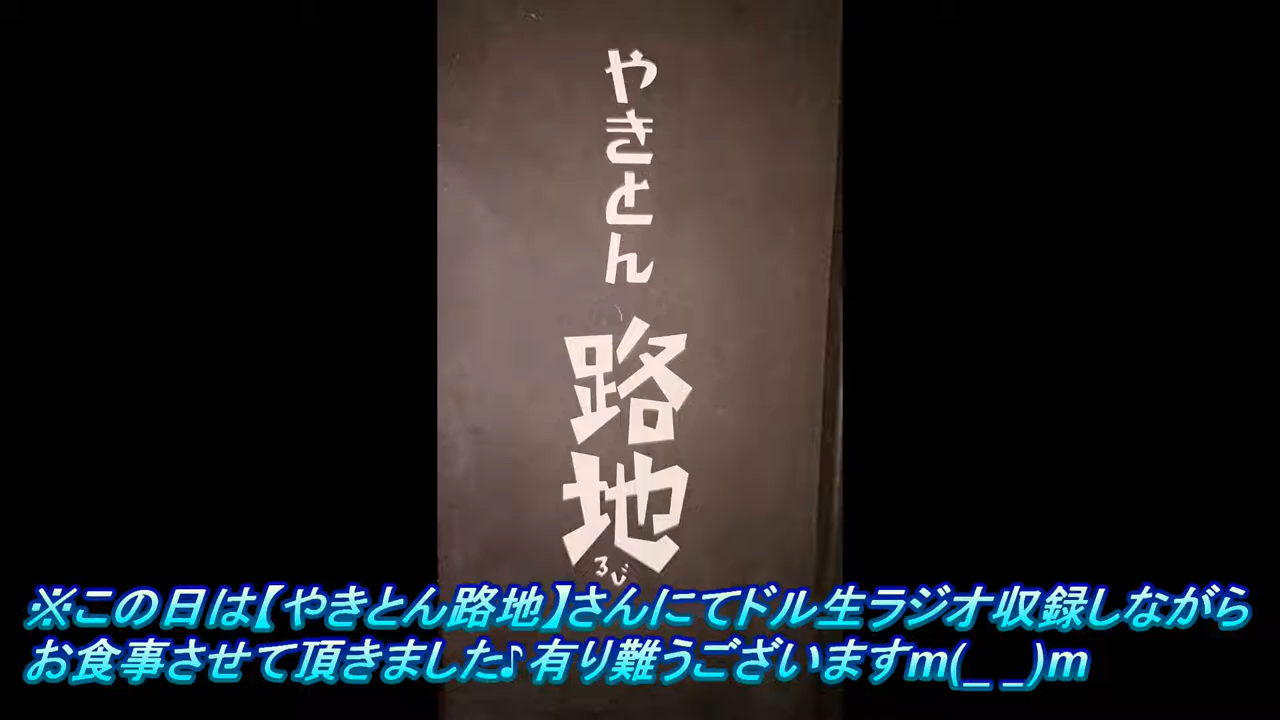 やきとん
路地
ろじ
※この日は【やきとん路地】さんにてドル生ラジオ収録しながら
お食事させて頂きました♪有り難うございますm(_ _)m